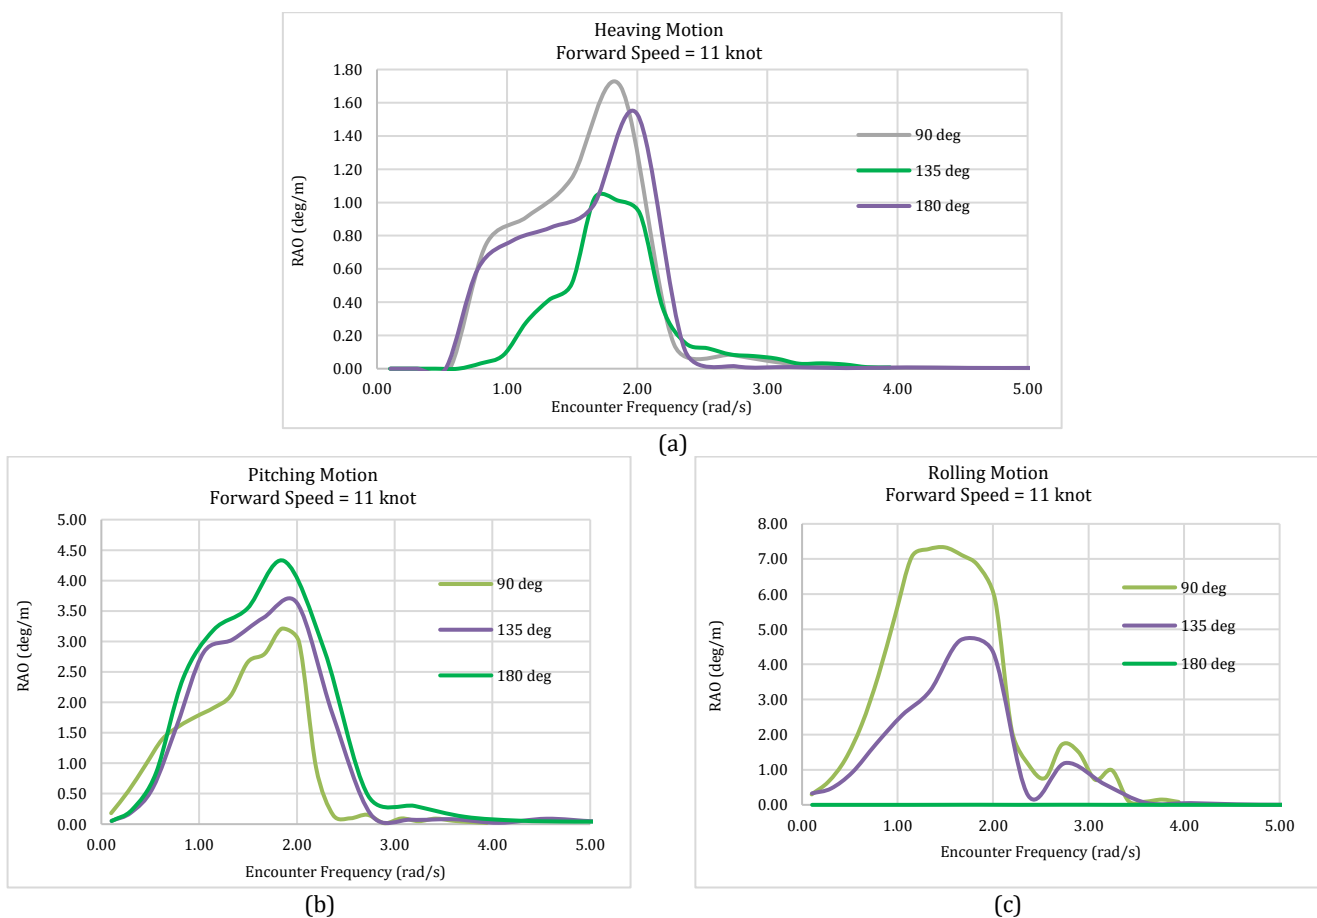 Heaving Motion
Forward Speed = 11 knot
RAO (deg/m)
1.80
1.60
1.40
1.20
1.00
0.80
0.60
0.40
0.20
0.00
0.00 1.00 2.00 3.00 4.00 5.00
Encounter Frequency (rad/s)
90 deg
135 deg
180 deg
(a)
Pitching Motion
Forward Speed = 11 knot
RAO (deg/m)
5.00
4.50
4.00
3.50
3.00
2.50
2.00
1.50
1.00
0.50
0.00
0.00 1.00 2.00 3.00 4.00 5.00
Encounter Frequency (rad/s)
90 deg
135 deg
180 deg
(b)
Rolling Motion
Forward Speed = 11 knot
RAO (deg/m)
8.00
7.00
6.00
5.00
4.00
3.00
2.00
1.00
0.00
0.00 1.00 2.00 3.00 4.00 5.00
Encounter Frequency (rad/s)
90 deg
135 deg
180 deg
(c)